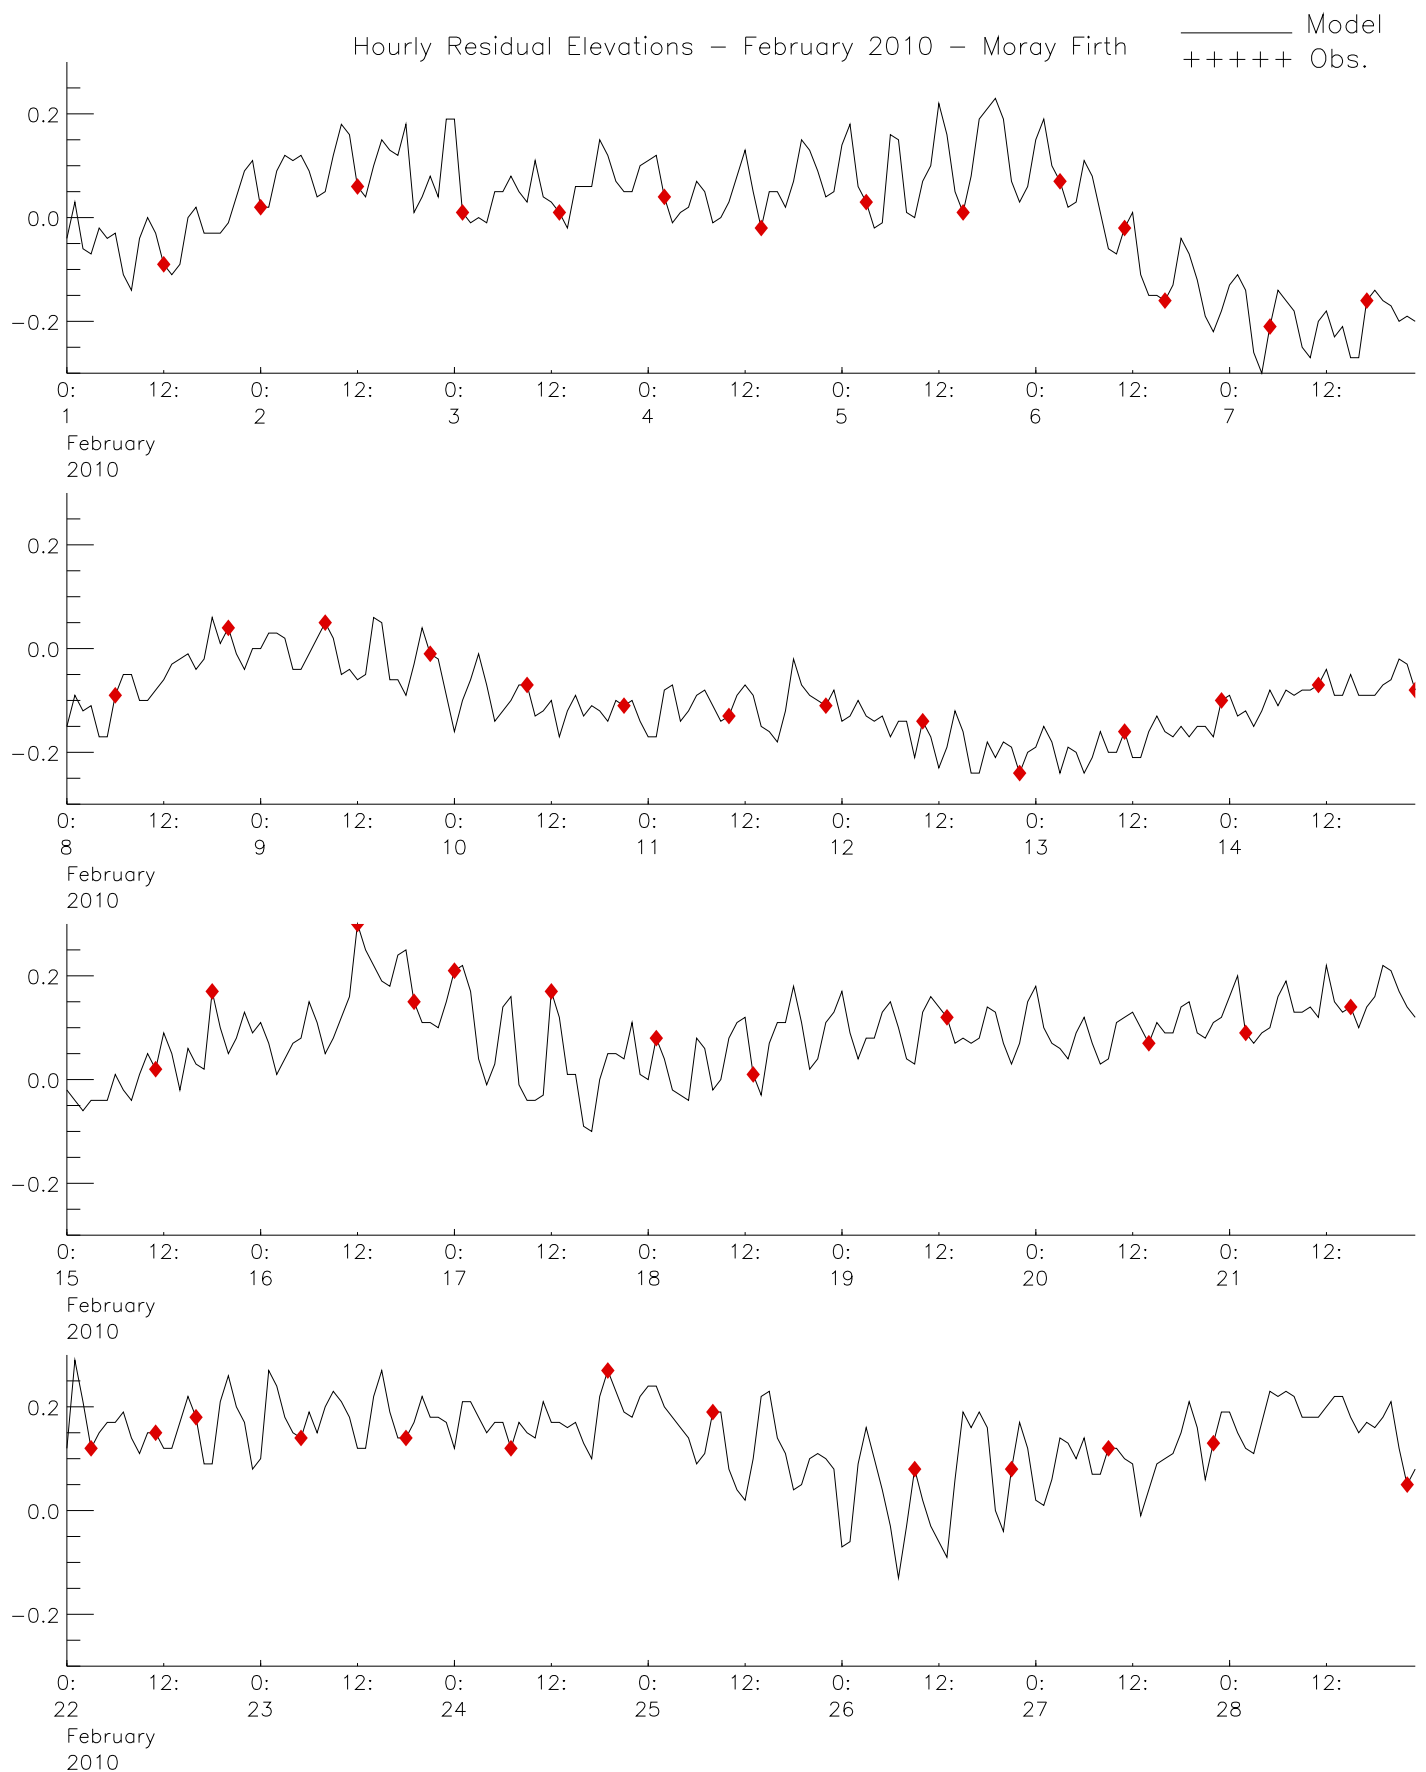 Hourly Residual Elevations – February 2010 – Moray Firth
Model
+++++ Obs.
0.2
0.0
−0.2
0: 12: 0: 12: 0: 12: 0: 12: 0: 12: 0: 12: 0: 12:
1 2 3 4 5 6 7
February
2010
0.2
0.0
−0.2
0: 12: 0: 12: 0: 12: 0: 12: 0: 12: 0: 12: 0: 12:
8 9 10 11 12 13 14
February
2010
0.2
0.0
−0.2
0: 12: 0: 12: 0: 12: 0: 12: 0: 12: 0: 12: 0: 12:
15 16 17 18 19 20 21
February
2010
0.2
0.0
−0.2
0: 12: 0: 12: 0: 12: 0: 12: 0: 12: 0: 12: 0: 12:
22 23 24 25 26 27 28
February
2010